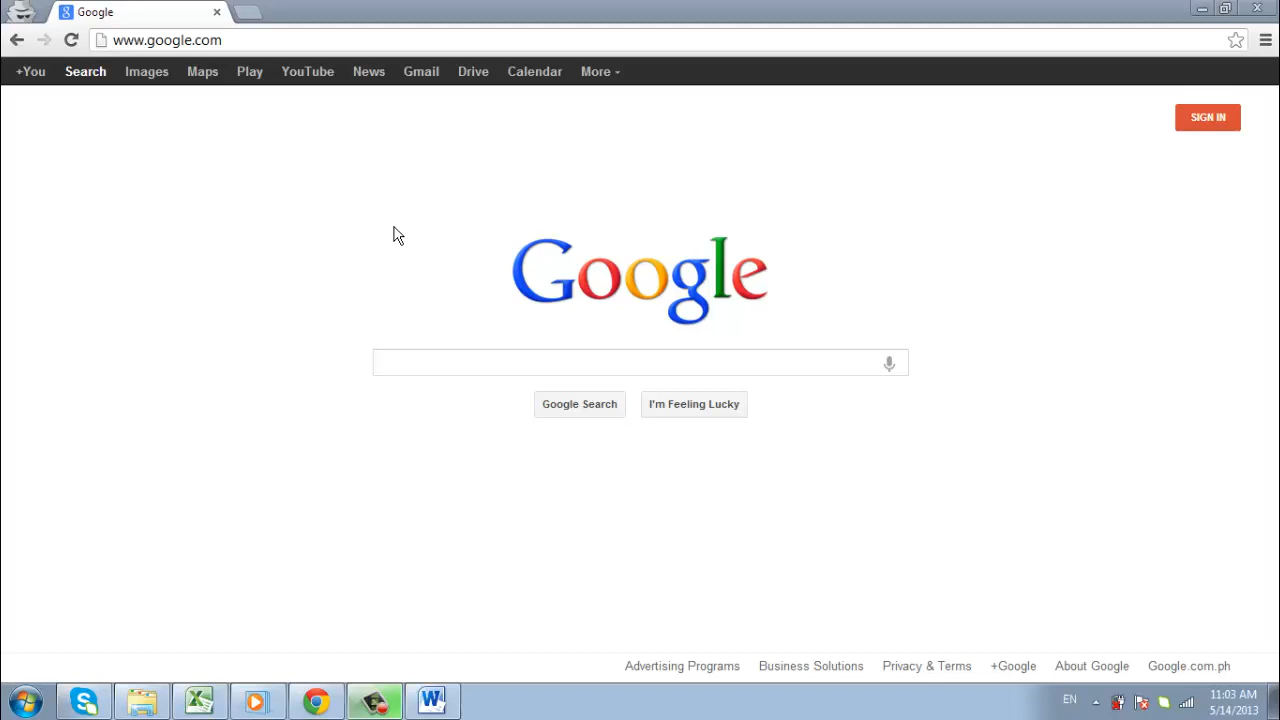 Google
www.google.com
+You Search Images Maps Play YouTube News Gmail Drive Calendar More
SIGN IN
Google
Google Search I'm Feeling Lucky
Advertising Programs Business Solutions Privacy & Terms +Google About Google Google.com.ph
EN 11:03 AM
5/14/2013